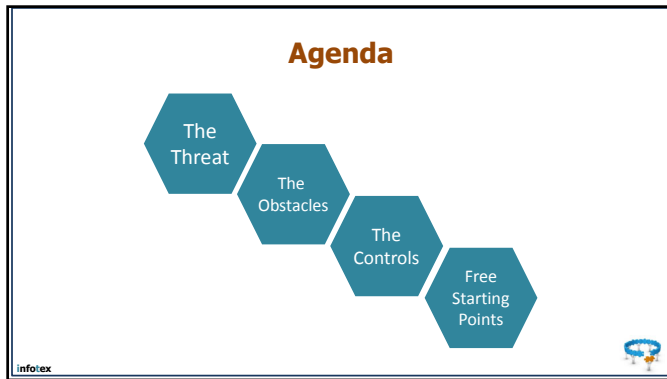 Agenda
The
Threat
The
Obstacles
The
Controls
Free
Starting
Points
infotex